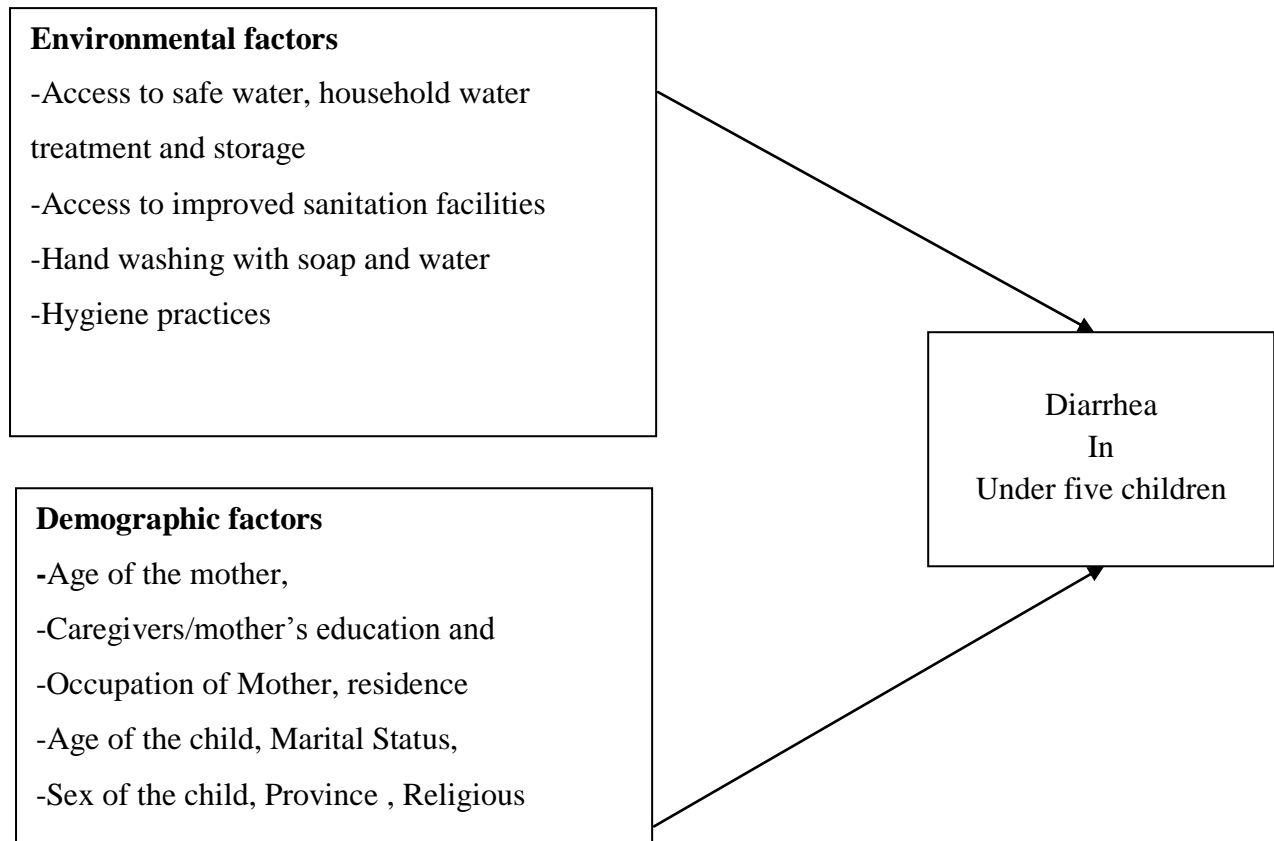 Environmental factors
-Access to safe water, household water
treatment and storage
-Access to improved sanitation facilities
-Hand washing with soap and water
-Hygiene practices
Diarrhea
In
Under five children
Demographic factors
-Age of the mother,
-Caregivers/mother’s education and
-Occupation of Mother, residence
-Age of the child, Marital Status,
-Sex of the child, Province , Religious